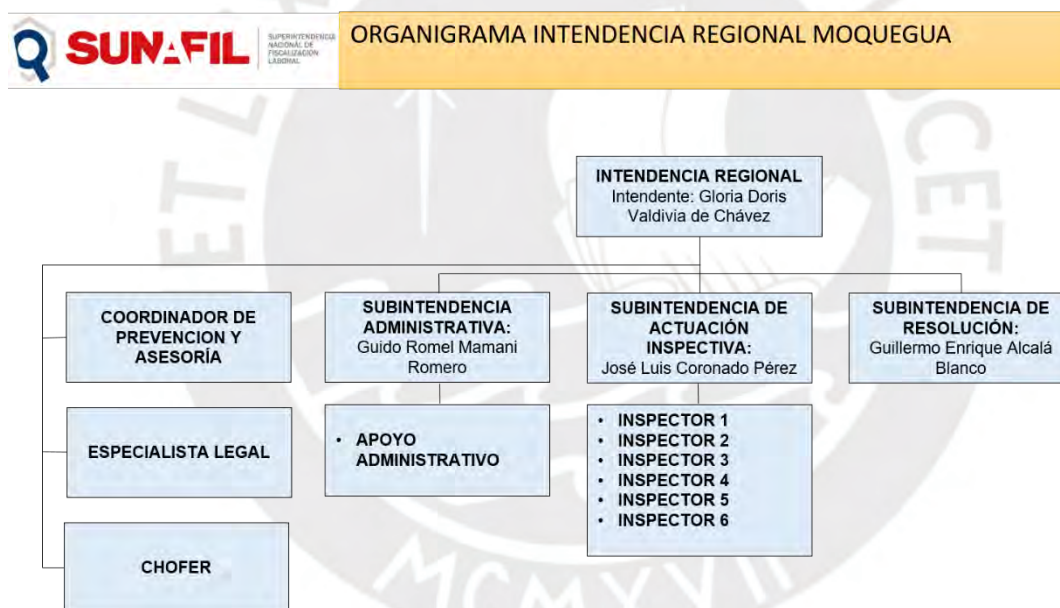 SUNAFIL
SUPERINTENDENCIA
NACIONAL DE
FISCALIZACIÓN
LABORAL
ORGANIGRAMA INTENDENCIA REGIONAL MOQUEGUA
INTENDENCIA REGIONAL
Intendente: Gloria Doris
Valdivia de Chávez
COORDINADOR DE
PREVENCION Y
ASESORÍA
SUBINTENDENCIA
ADMINISTRATIVA:
Guido Romel Mamani
Romero
SUBINTENDENCIA DE
ACTUACIÓN
INSPECTIVA:
José Luis Coronado Pérez
SUBINTENDENCIA DE
RESOLUCIÓN:
Guillermo Enrique Alcalá
Blanco
ESPECIALISTA LEGAL
• APOYO
ADMINISTRATIVO
• INSPECTOR 1
• INSPECTOR 2
• INSPECTOR 3
• INSPECTOR 4
• INSPECTOR 5
• INSPECTOR 6
CHOFER